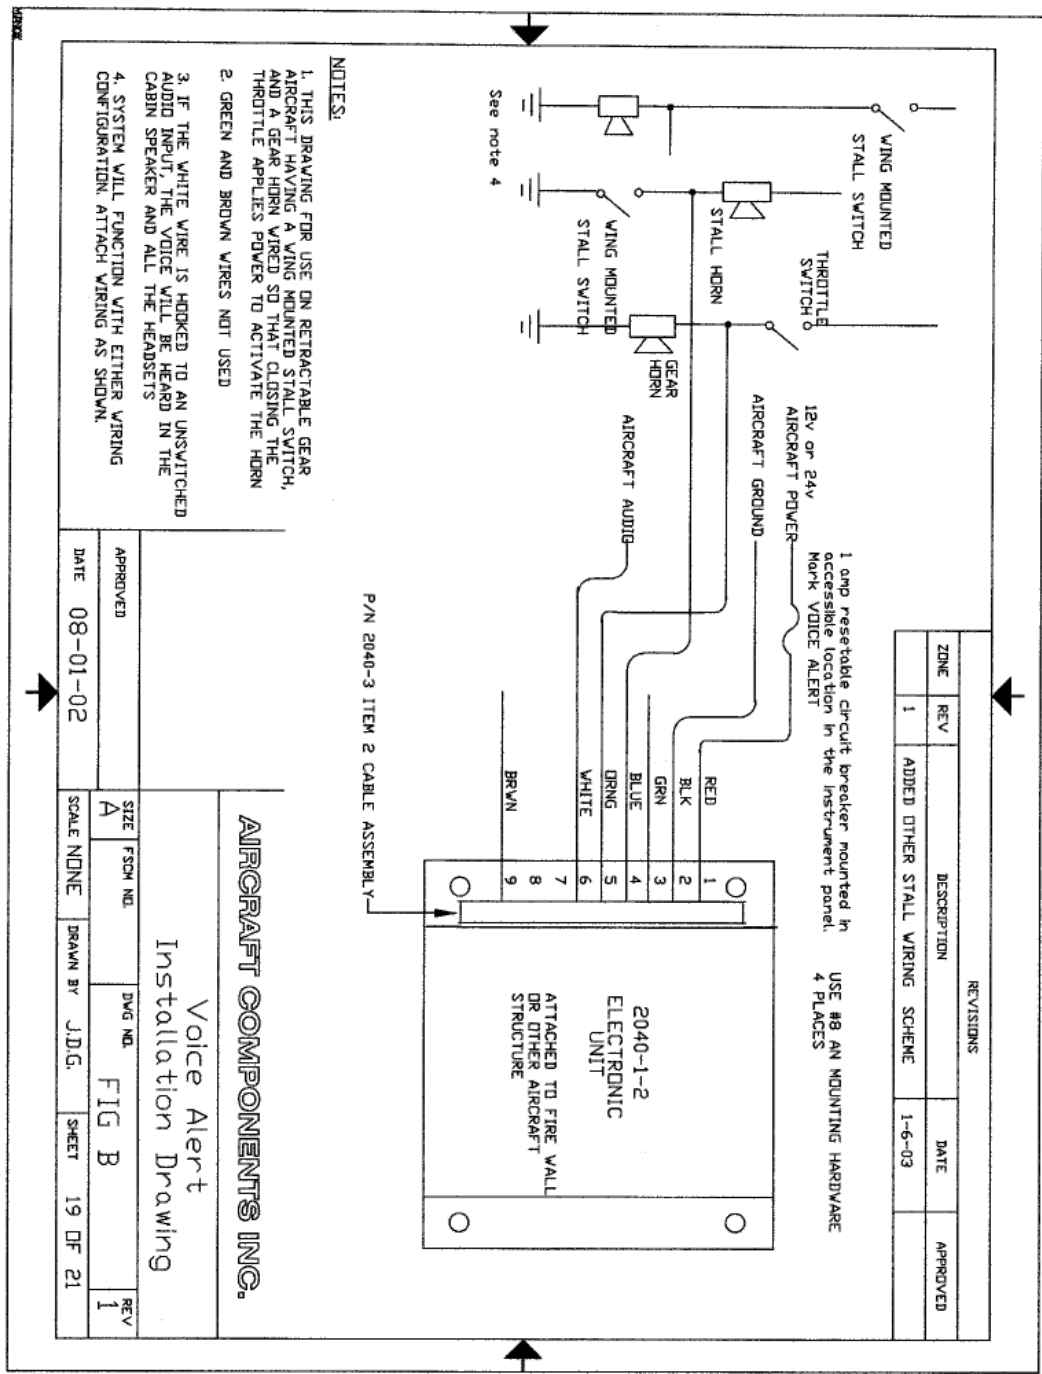 REVISIONS
ZONE
REV
DESCRIPTION
DATE
APPROVED
1
ADDED OTHER STALL WIRING SCHEME
1-6-03
WING MOUNTED
STALL SWITCH
THROTTLE
SWITCH
STALL HORN
WING MOUNTED
STALL SWITCH
GEAR
HORN
See note 4
12v or 24v
AIRCRAFT POWER
AIRCRAFT GROUND
AIRCRAFT AUDIO
1 amp resetable circuit breaker mounted in
accessible location in the instrument panel.
Mark VOICE ALERT
USE #8 AN MOUNTING HARDWARE
4 PLACES
RED
BLK
GRN
BLUE
ORNG
WHITE
BRWN
1
2
3
4
5
6
7
8
9
2040-1-2
ELECTRONIC
UNIT
ATTACHED TO FIRE WALL
OR OTHER AIRCRAFT
STRUCTURE
P/N 2040-3 ITEM 2 CABLE ASSEMBLY
NOTES:
1. THIS DRAWING FOR USE ON RETRACTABLE GEAR
AIRCRAFT HAVING A WING MOUNTED STALL SWITCH,
AND A GEAR HORN WIRED SO THAT CLOSING THE
THROTTLE APPLIES POWER TO ACTIVATE THE HORN
2. GREEN AND BROWN WIRES NOT USED
3. IF THE WHITE WIRE IS HOOKED TO AN UNSWITCHED
AUDIO INPUT, THE VOICE WILL BE HEARD IN THE
CABIN SPEAKER AND ALL THE HEADSETS
4. SYSTEM WILL FUNCTION WITH EITHER WIRING
CONFIGURATION. ATTACH WIRING AS SHOWN.
AIRCRAFT COMPONENTS INC.
Voice Alert
Installation Drawing
APPROVED
DATE 08-01-02
SIZE
A
FSCM NO.
DWG NO.
FIG B
REV
1
SCALE NONE
DRAWN BY J.D.G.
SHEET 19 OF 21